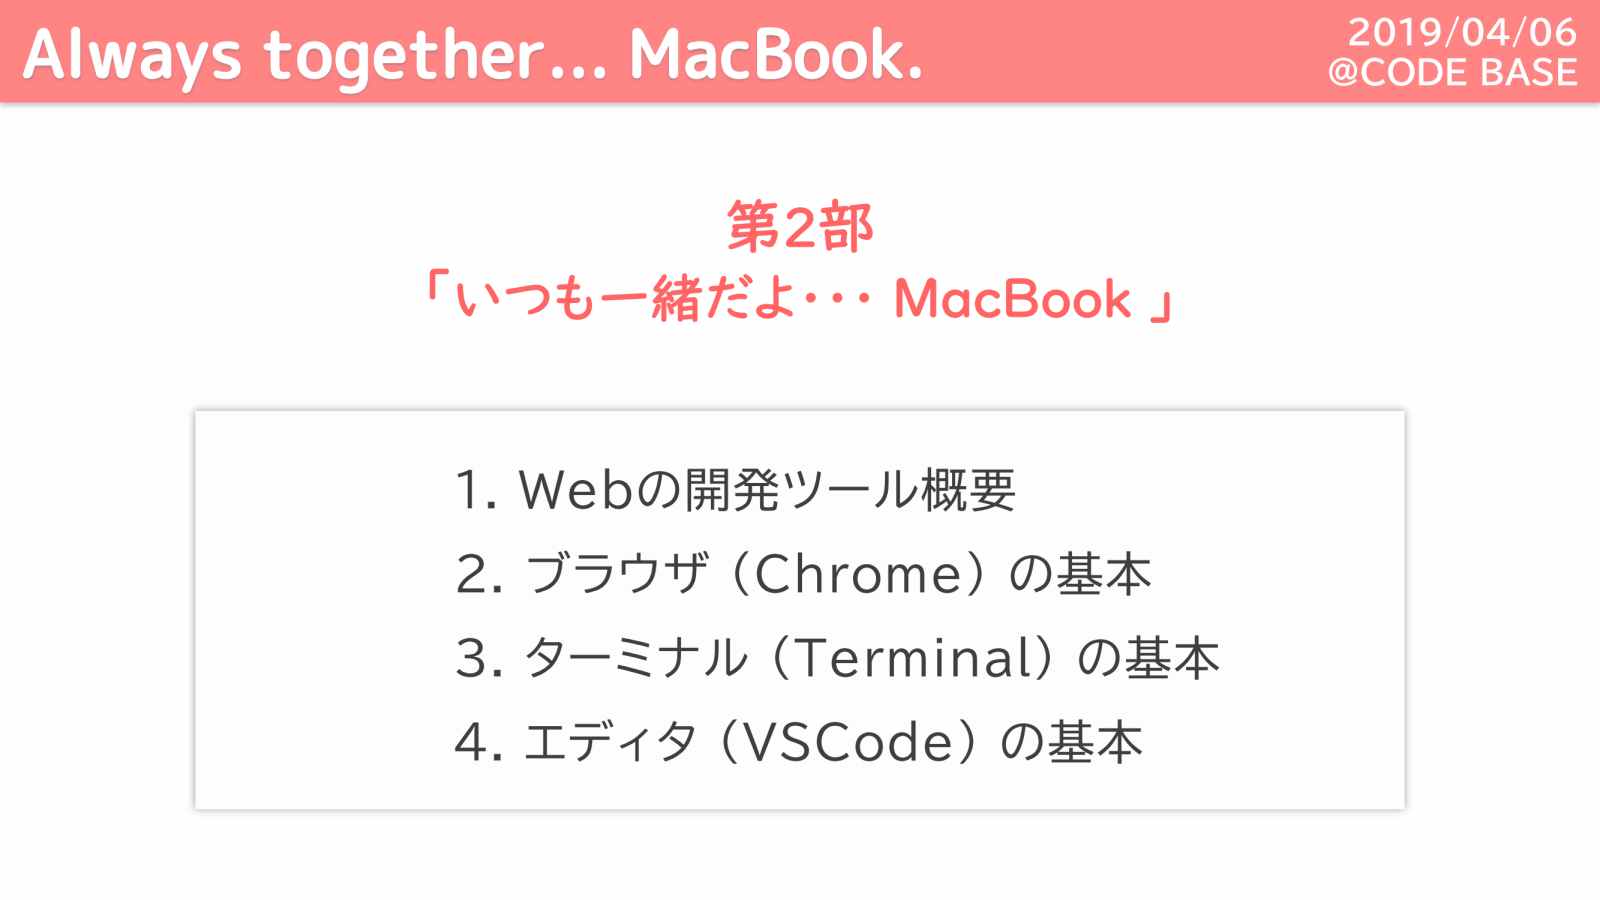 Always together... MacBook.
2019/04/06
@CODE BASE
第2部
「いつも一緒だよ・・・ MacBook 」
1. Webの開発ツール概要
2. ブラウザ（Chrome）の基本
3. ターミナル（Terminal）の基本
4. エディタ（VSCode）の基本